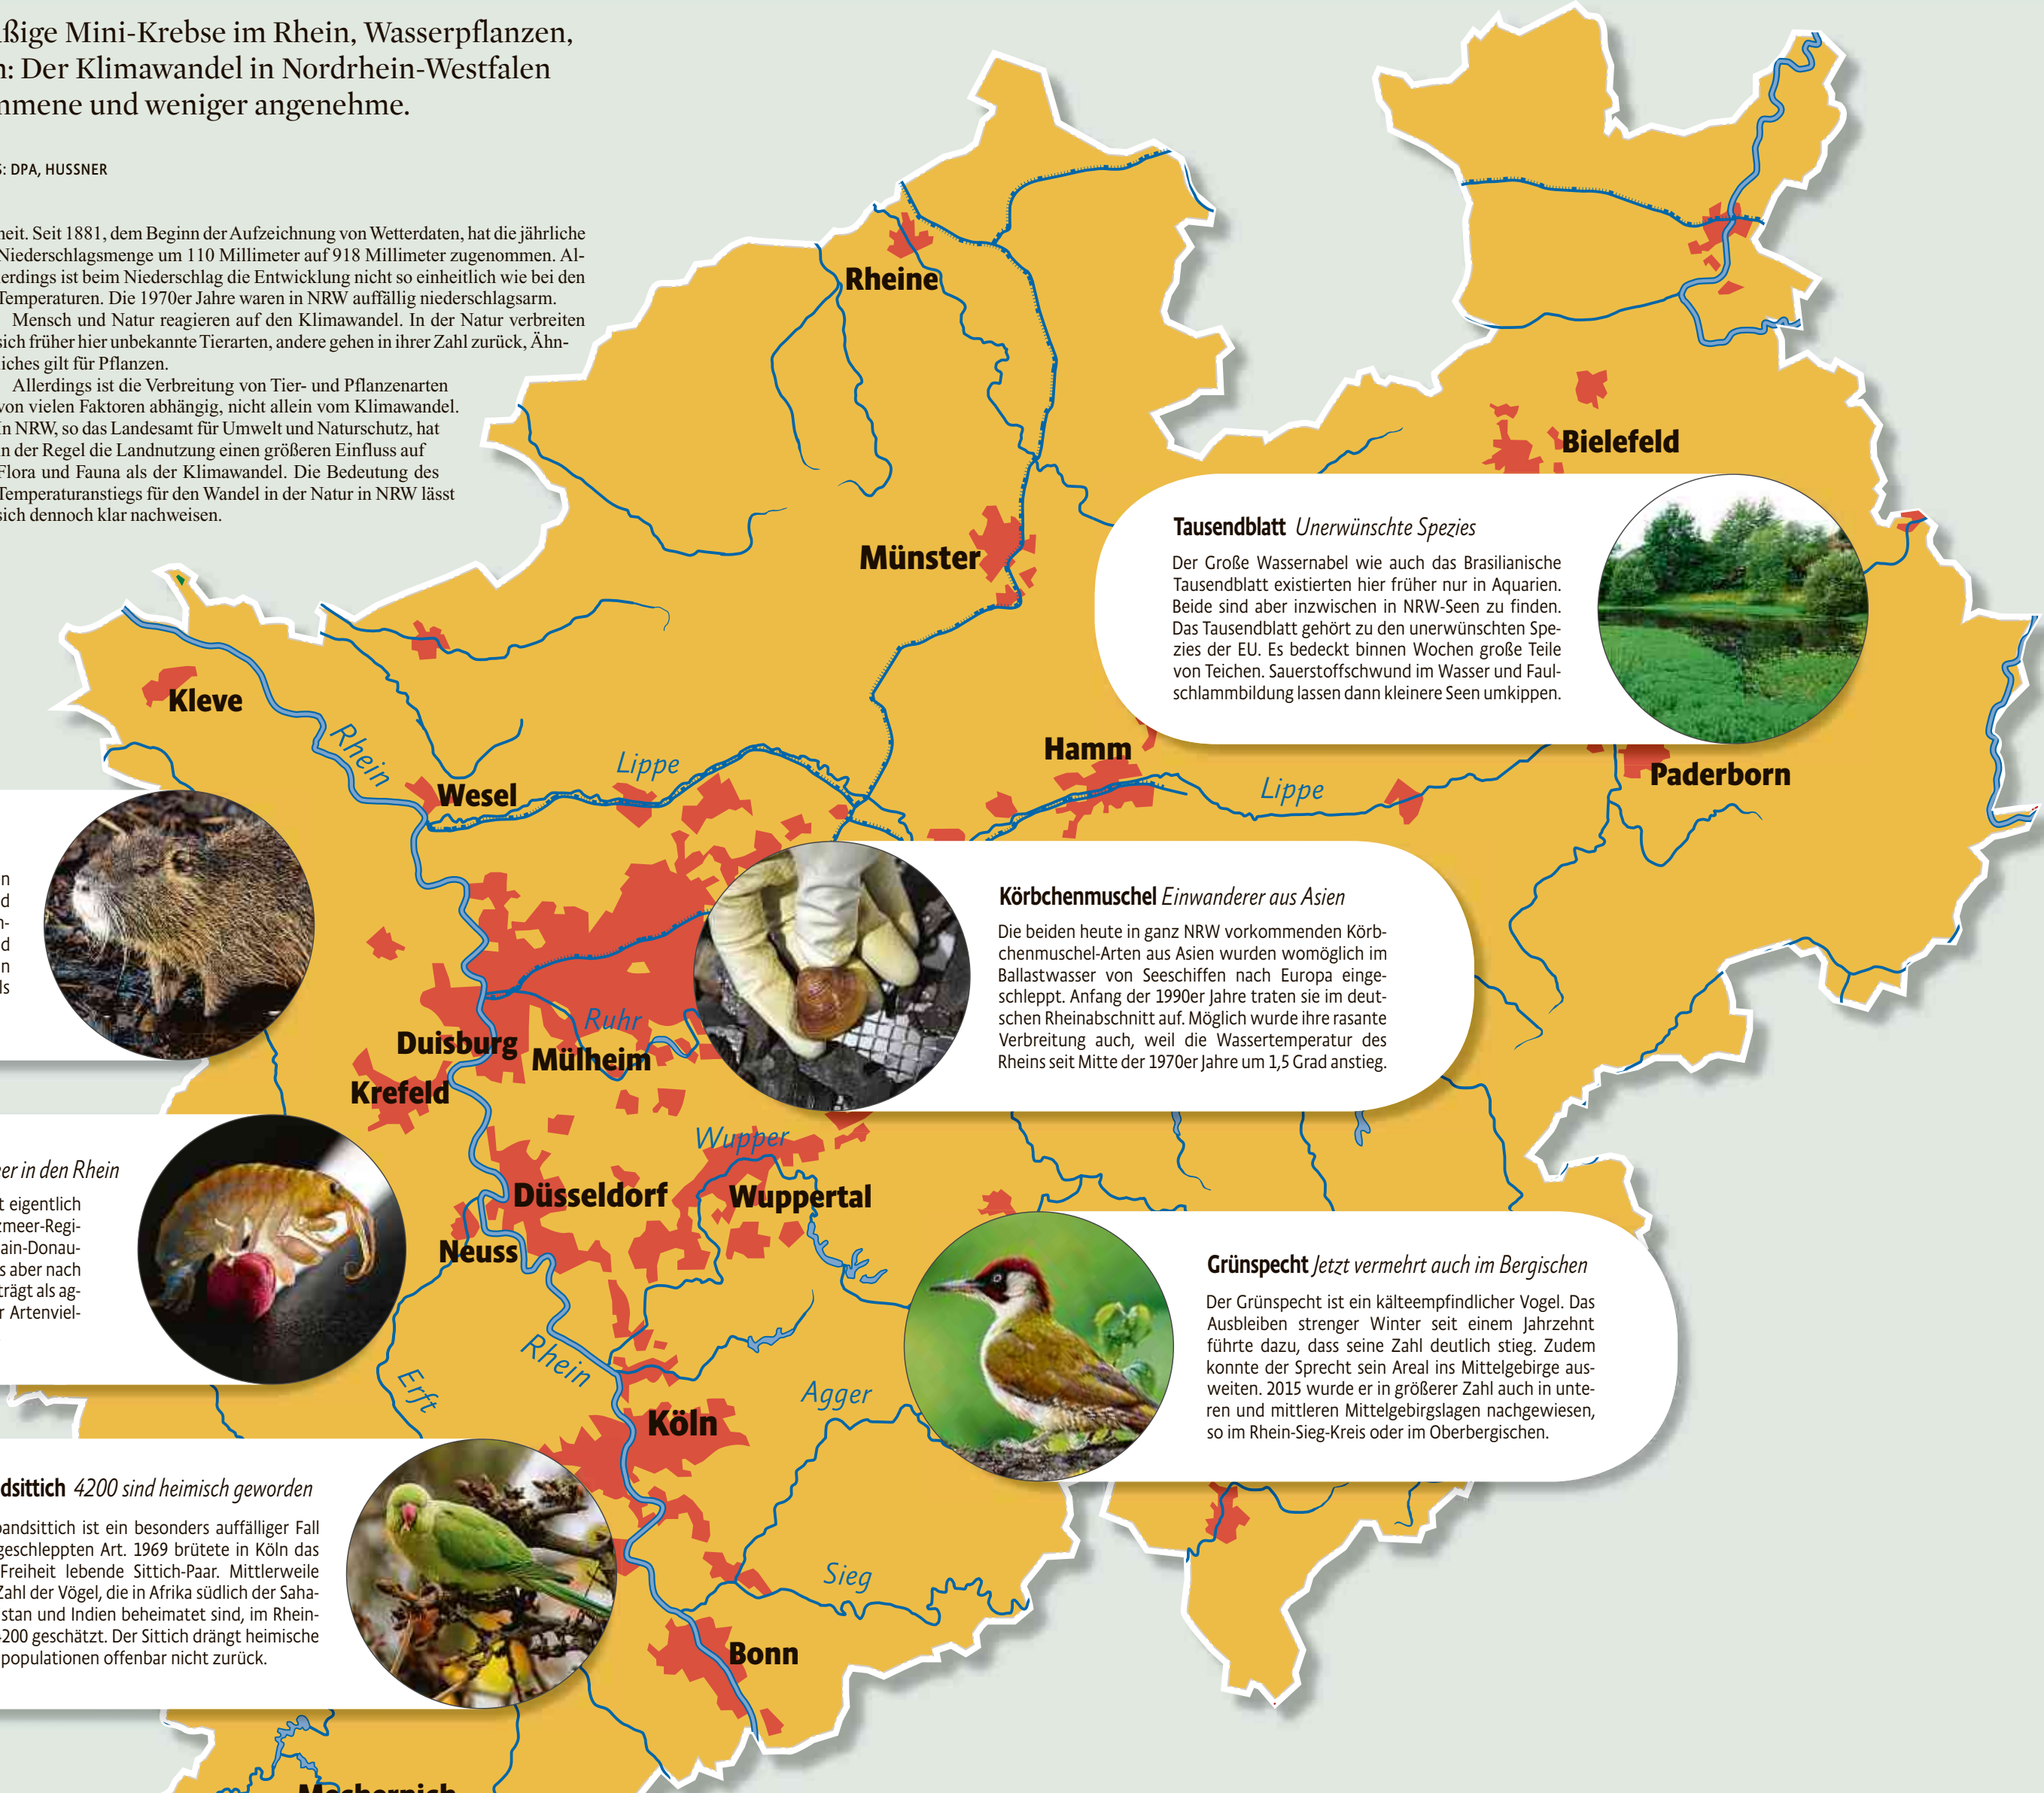 ßige Mini-Krebse im Rhein, Wasserpflanzen,
n: Der Klimawandel in Nordrhein-Westfalen
mmene und weniger angenehme.
S: DPA, HUSSNER
heit. Seit 1881, dem Beginn der Aufzeichnung von Wetterdaten, hat die jährliche
Niederschlagsmenge um 110 Millimeter auf 918 Millimeter zugenommen. Al-
lerdings ist beim Niederschlag die Entwicklung nicht so einheitlich wie bei den
Temperaturen. Die 1970er Jahre waren in NRW auffällig niederschlagsarm.
Mensch und Natur reagieren auf den Klimawandel. In der Natur verbreiten
sich früher hier unbekannte Tierarten, andere gehen in ihrer Zahl zurück, Ähn-
liches gilt für Pflanzen.
Allerdings ist die Verbreitung von Tier- und Pflanzenarten
von vielen Faktoren abhängig, nicht allein vom Klimawandel.
In NRW, so das Landesamt für Umwelt und Naturschutz, hat
in der Regel die Landnutzung einen größeren Einfluss auf
Flora und Fauna als der Klimawandel. Die Bedeutung des
Temperaturanstiegs für den Wandel in der Natur in NRW lässt
sich dennoch klar nachweisen.
Rheine
Bielefeld
Münster
Tausendblatt Unerwünschte Spezies
Der Große Wassernabel wie auch das Brasilianische
Tausendblatt existierten hier früher nur in Aquarien.
Beide sind aber inzwischen in NRW-Seen zu finden.
Das Tausendblatt gehört zu den unerwünschten Spe-
zies der EU. Es bedeckt binnen Wochen große Teile
von Teichen. Sauerstoffschwund im Wasser und Faul-
schlammbildung lassen dann kleinere Seen umkippen.
Kleve
Rhein
Wesel
Lippe
Hamm
Lippe
Paderborn
n
d
n-
d
n
ls
Körbchenmuschel Einwanderer aus Asien
Die beiden heute in ganz NRW vorkommenden Körb-
chenmuschel-Arten aus Asien wurden womöglich im
Ballastwasser von Seeschiffen nach Europa einge-
schleppt. Anfang der 1990er Jahre traten sie im deut-
schen Rheinabschnitt auf. Möglich wurde ihre rasante
Verbreitung auch, weil die Wassertemperatur des
Rheins seit Mitte der 1970er Jahre um 1,5 Grad anstieg.
Ruhr
Duisburg
Mülheim
Krefeld
Wupper
Düsseldorf
Wuppertal
Neuss
er in den Rhein
t eigentlich
zmeer-Regi-
ain-Donau-
s aber nach
trägt als ag-
r Artenviel-
Grünspecht Jetzt vermehrt auch im Bergischen
Der Grünspecht ist ein kälteempfindlicher Vogel. Das
Ausbleiben strenger Winter seit einem Jahrzehnt
führte dazu, dass seine Zahl deutlich stieg. Zudem
konnte der Sprecht sein Areal ins Mittelgebirge aus-
weiten. 2015 wurde er in größerer Zahl auch in unte-
ren und mittleren Mittelgebirgslagen nachgewiesen,
so im Rhein-Sieg-Kreis oder im Oberbergischen.
Rhein
Erft
Agger
Köln
dsittich 4200 sind heimisch geworden
bandsittich ist ein besonders auffälliger Fall
geschleppten Art. 1969 brütete in Köln das
Freiheit lebende Sittich-Paar. Mittlerweile
Zahl der Vögel, die in Afrika südlich der Saha-
stan und Indien beheimatet sind, im Rhein-
4200 geschätzt. Der Sittich drängt heimische
populationen offenbar nicht zurück.
Sieg
Bonn
Mechernich